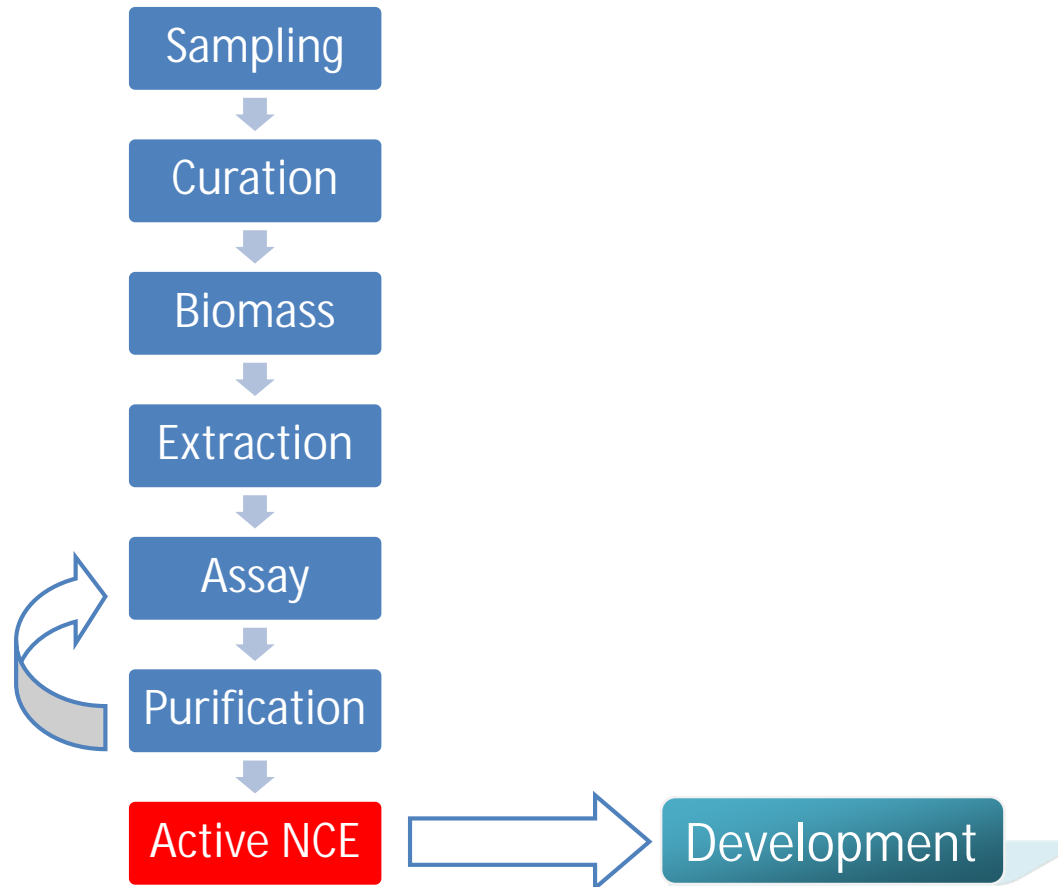 Sampling
Curation
Biomass
Extraction
Assay
Purification
Active NCE
Development